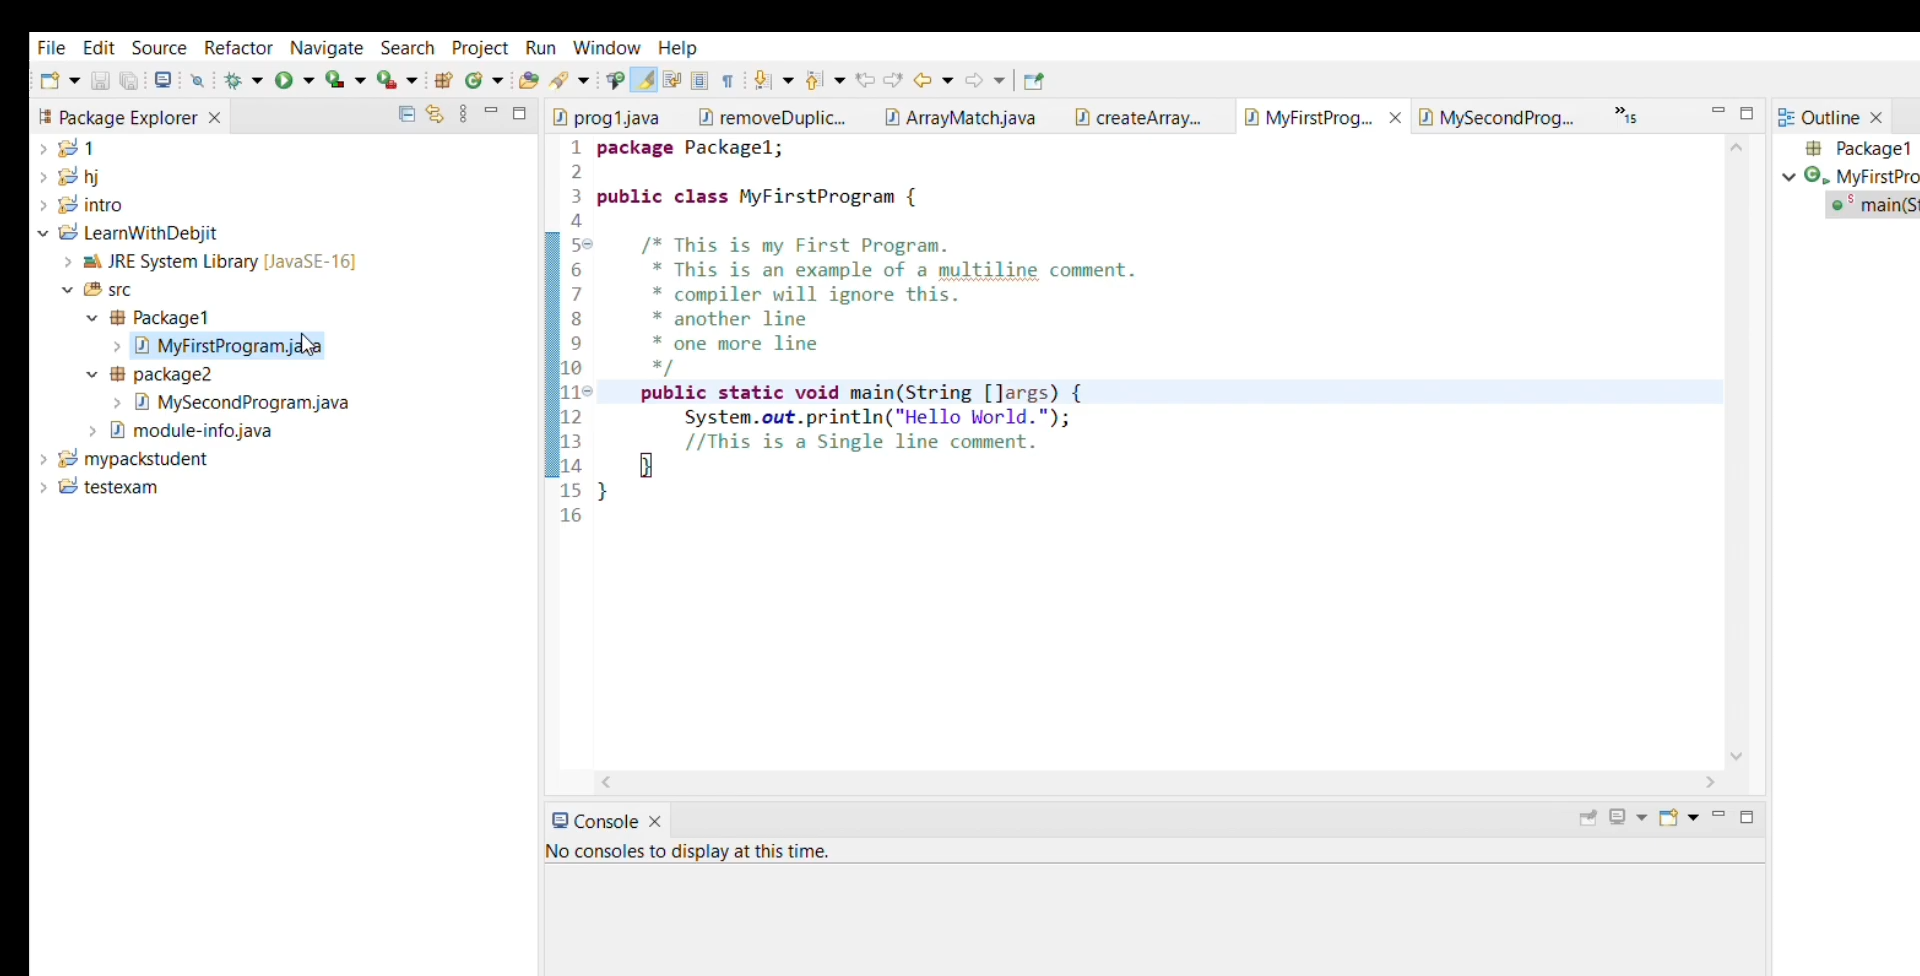 File Edit Source Refactor Navigate Search Project Run Window Help
Package Explorer
1
hj
intro
LearnWithDebjit
JRE System Library [JavaSE-16]
src
Package1
MyFirstProgram.java
package2
MySecondProgram.java
module-info.java
mypackstudent
testexam
prog1.java removeDuplic... ArrayMatch.java createArray... MyFirstProg... MySecondProg... »15
1 package Package1;
2
3 public class MyFirstProgram {
4
5 /* This is my First Program.
6 * This is an example of a multiline comment.
7 * compiler will ignore this.
8 * another line
9 * one more line
10 */
11 public static void main(String []args) {
12 System.out.println("Hello World.");
13 //This is a Single line comment.
14 }
15 }
16
Console
No consoles to display at this time.
Outline
Package1
MyFirstPro
main(St